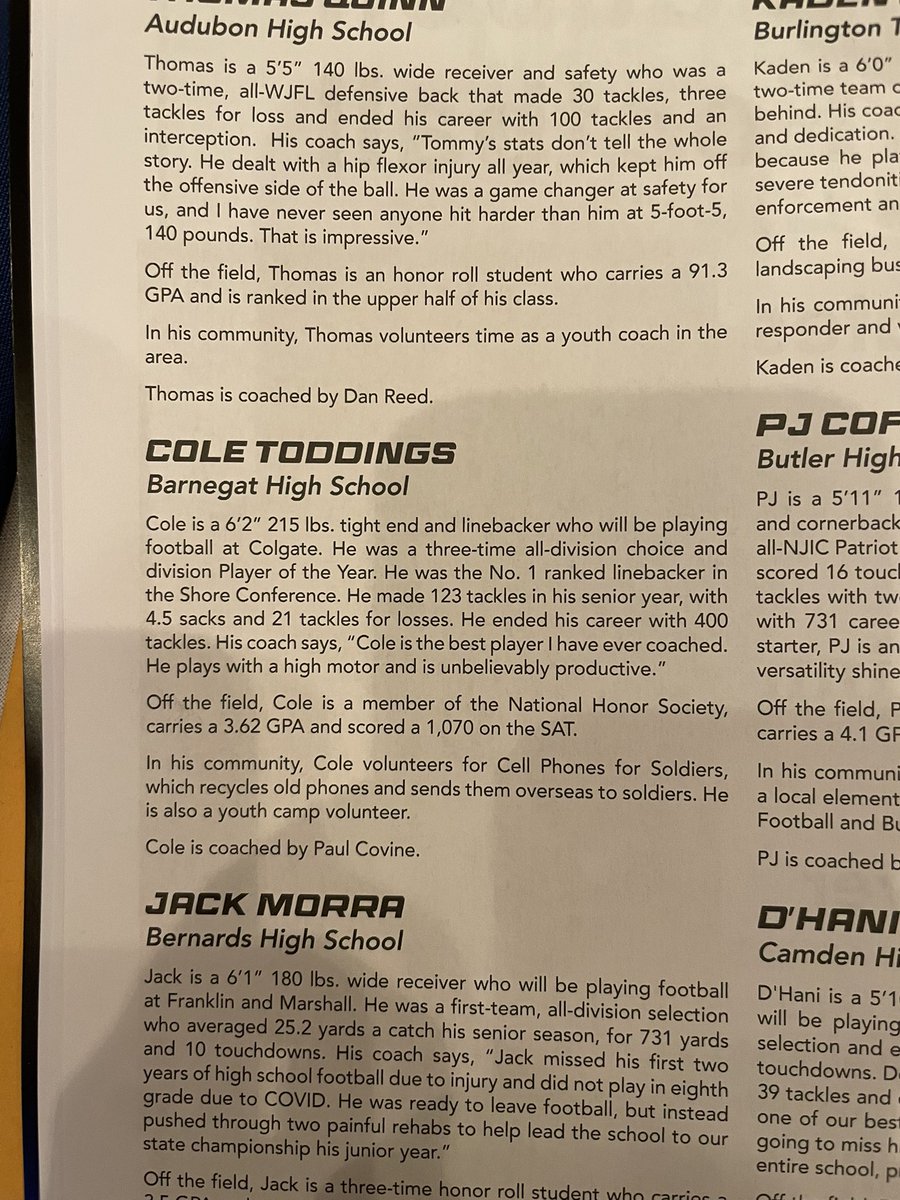 THOMAS QUINN
Audubon High School
Thomas is a 5’5” 140 lbs. wide receiver and safety who was a
two-time, all-WJFL defensive back that made 30 tackles, three
tackles for loss and ended his career with 100 tackles and an
interception. His coach says, “Tommy’s stats don’t tell the whole
story. He dealt with a hip flexor injury all year, which kept him off
the offensive side of the ball. He was a game changer at safety for
us, and I have never seen anyone hit harder than him at 5-foot-5,
140 pounds. That is impressive.”
Off the field, Thomas is an honor roll student who carries a 91.3
GPA and is ranked in the upper half of his class.
In his community, Thomas volunteers time as a youth coach in the
area.
Thomas is coached by Dan Reed.
COLE TODDINGS
Barnegat High School
Cole is a 6’2” 215 lbs. tight end and linebacker who will be playing
football at Colgate. He was a three-time all-division choice and
division Player of the Year. He was the No. 1 ranked linebacker in
the Shore Conference. He made 123 tackles in his senior year, with
4.5 sacks and 21 tackles for losses. He ended his career with 400
tackles. His coach says, “Cole is the best player I have ever coached.
He plays with a high motor and is unbelievably productive.”
Off the field, Cole is a member of the National Honor Society,
carries a 3.62 GPA and scored a 1,070 on the SAT.
In his community, Cole volunteers for Cell Phones for Soldiers,
which recycles old phones and sends them overseas to soldiers. He
is also a youth camp volunteer.
Cole is coached by Paul Covine.
JACK MORRA
Bernards High School
Jack is a 6’1” 180 lbs. wide receiver who will be playing football
at Franklin and Marshall. He was a first-team, all-division selection
who averaged 25.2 yards a catch his senior season, for 731 yards
and 10 touchdowns. His coach says, “Jack missed his first two
years of high school football due to injury and did not play in eighth
grade due to COVID. He was ready to leave football, but instead
pushed through two painful rehabs to help lead the school to our
state championship his junior year.”
Off the field, Jack is a three-time honor roll student who carries a
3.5 GPA
KADEN
Burlington T
Kaden is a 6’0”
two-time team
behind. His coac
and dedication.
because he pla
severe tendoniti
enforcement an
Off the field,
landscaping bus
In his communi
responder and
Kaden is coache
PJ COF
Butler High
PJ is a 5’11” 1
and cornerback
all-NJIC Patriot
scored 16 touch
tackles with tw
with 731 caree
starter, PJ is an
versatility shine
Off the field, P
carries a 4.1 GP
In his communi
a local element
Football and Bu
PJ is coached b
D’HANI
Camden Hi
D'Hani is a 5’1
will be playing
selection and e
touchdowns. D
39 tackles and
one of our best
going to miss h
entire school, p